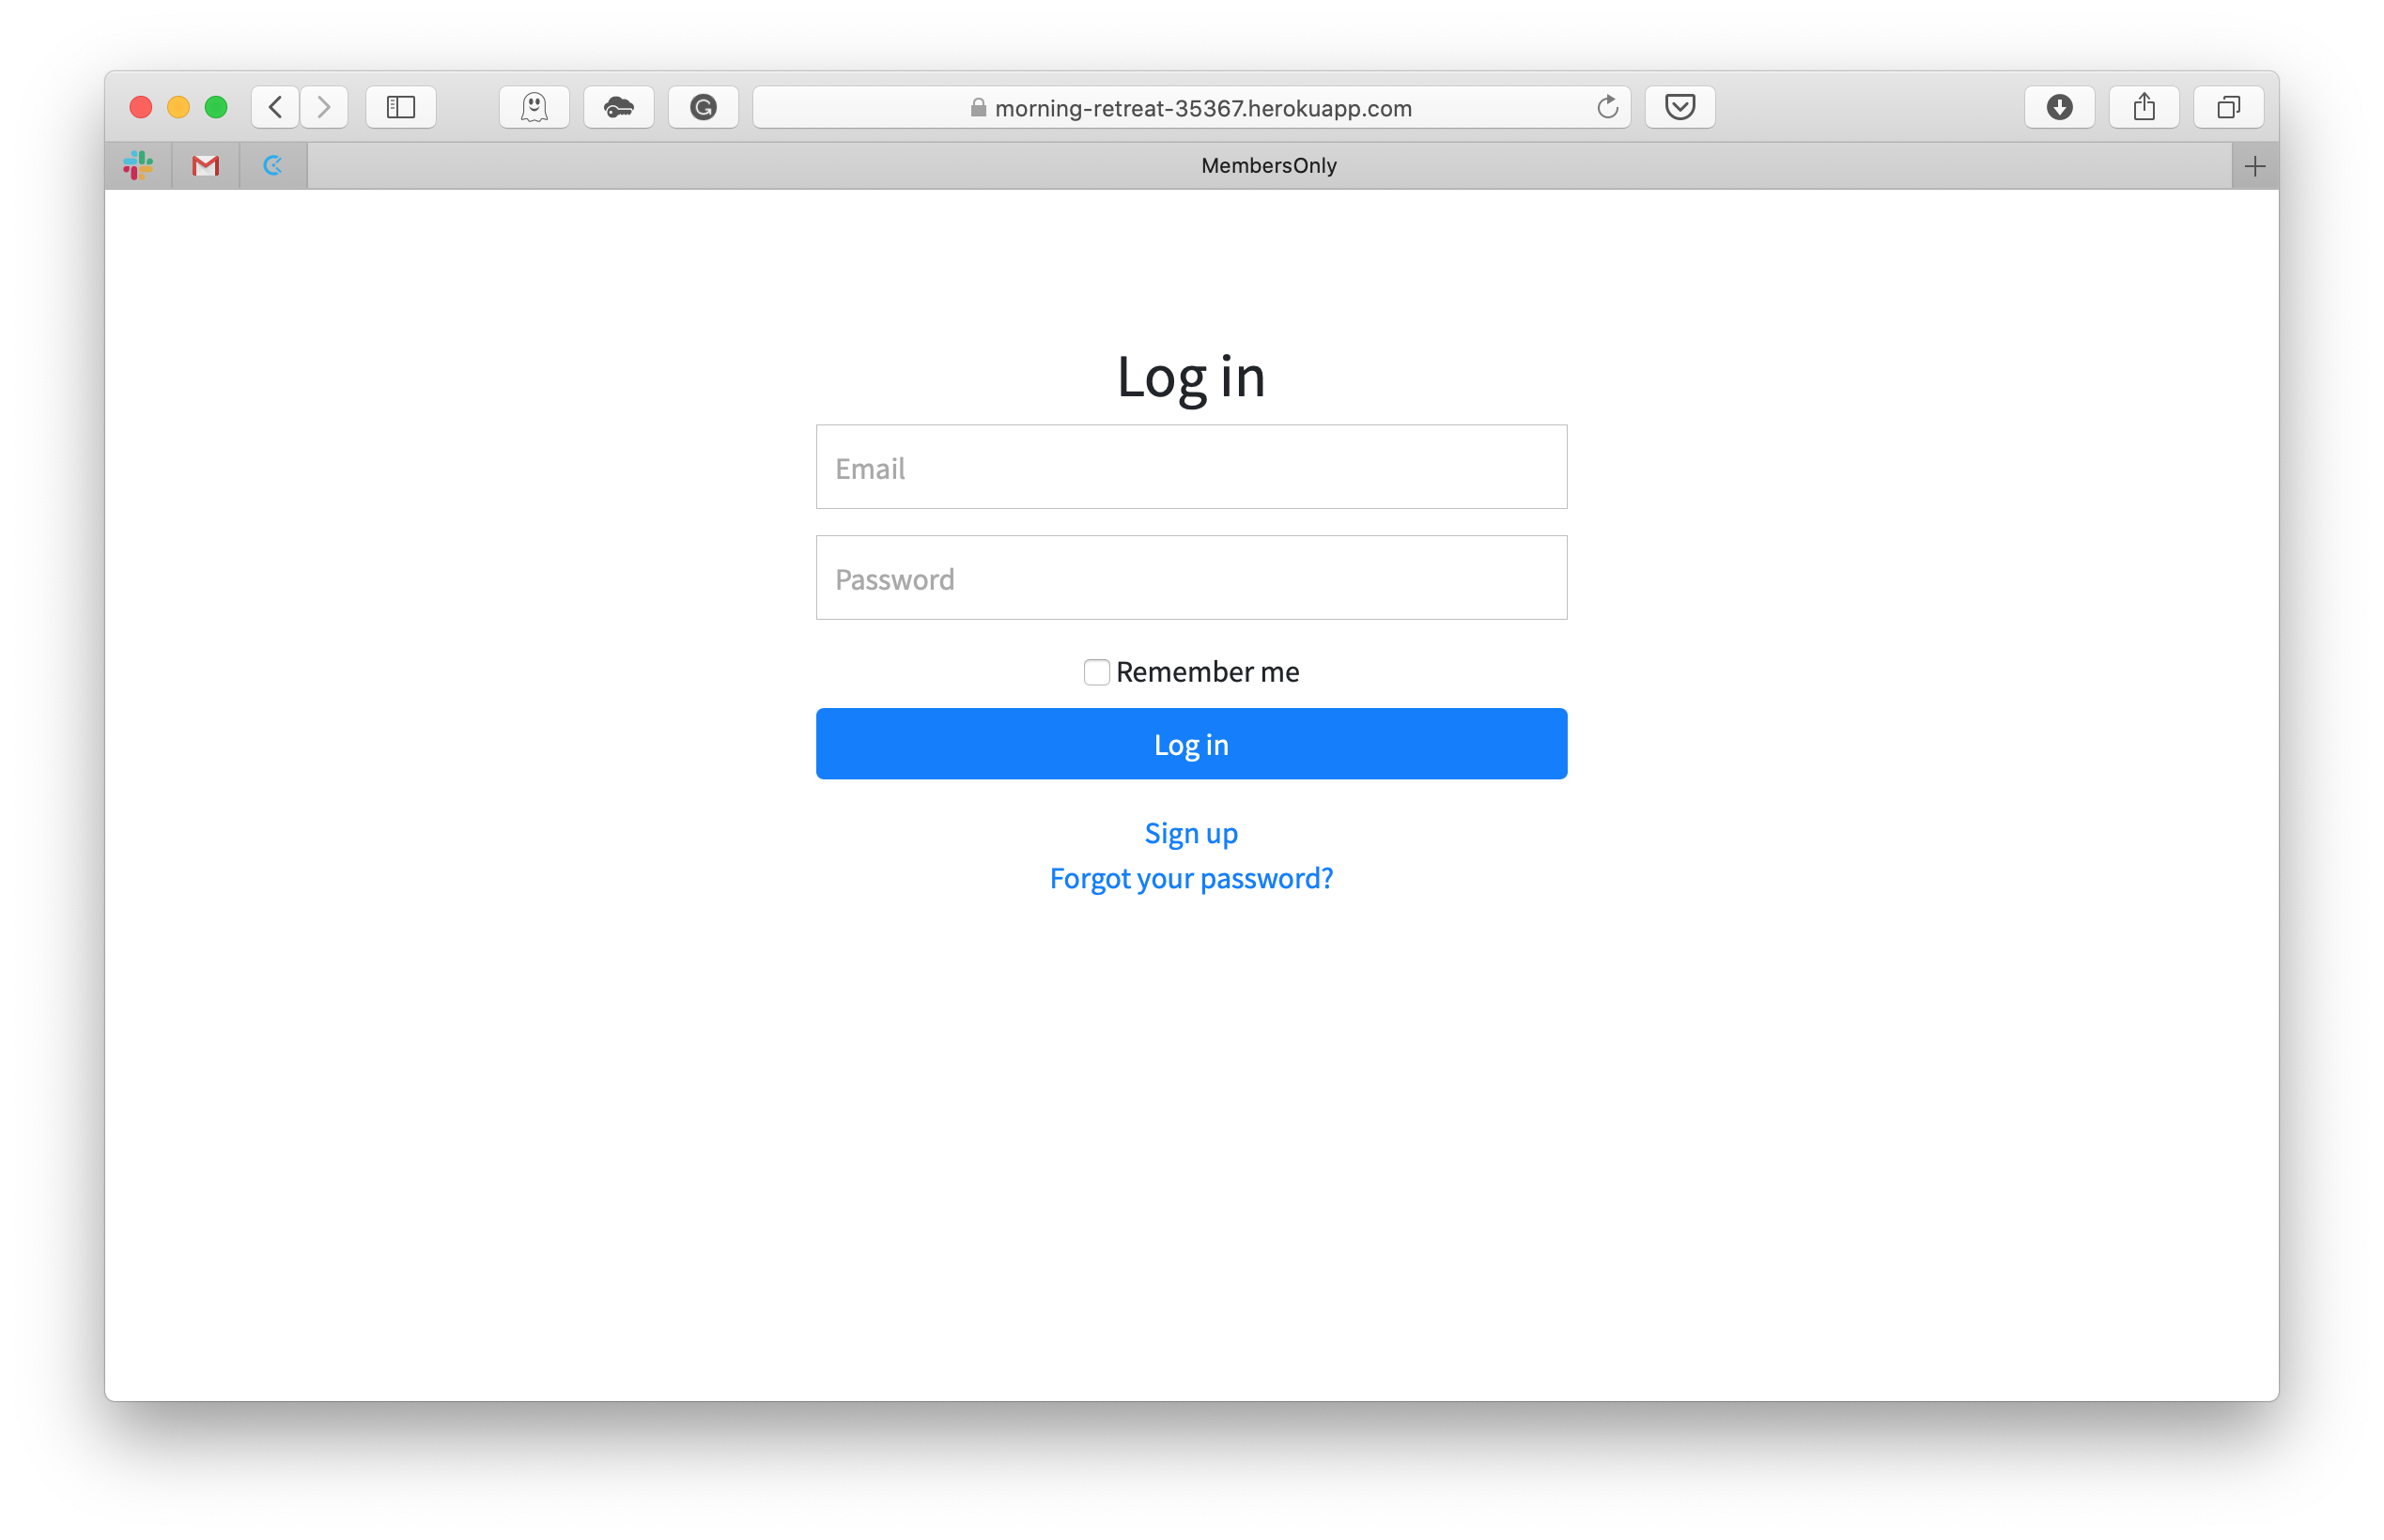 morning-retreat-35367.herokuapp.com
MembersOnly
Log in
Email
Password
Remember me
Log in
Sign up
Forgot your password?